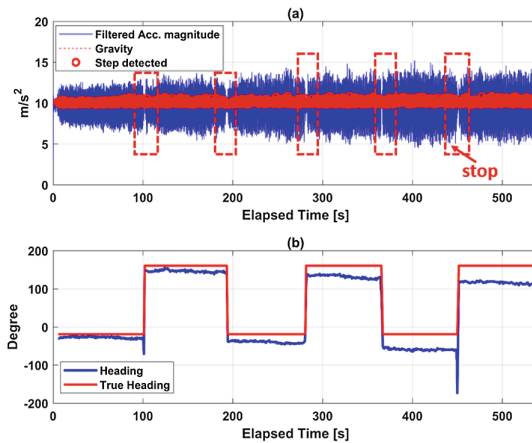 (a)
20
15
10
5
0
m/s²
Filtered Acc. magnitude
Gravity
Step detected
stop
0 100 200 300 400 500
Elapsed Time [s]
(b)
200
100
0
-100
-200
Degree
Heading
True Heading
0 100 200 300 400 500
Elapsed Time [s]